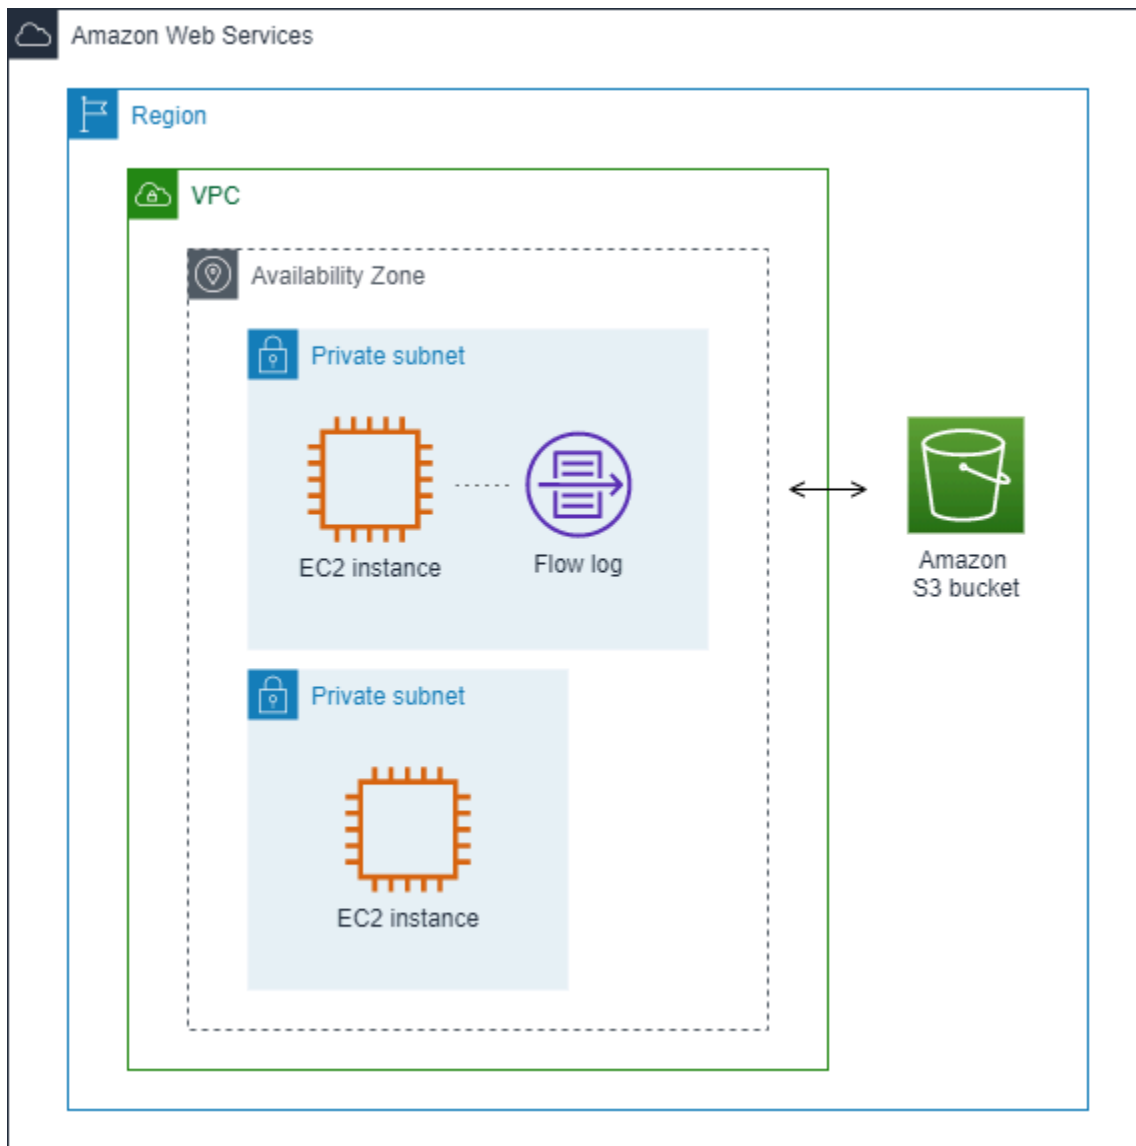 Amazon Web Services
Region
VPC
Availability Zone
Private subnet
EC2 instance
Flow log
Amazon
S3 bucket
Private subnet
EC2 instance